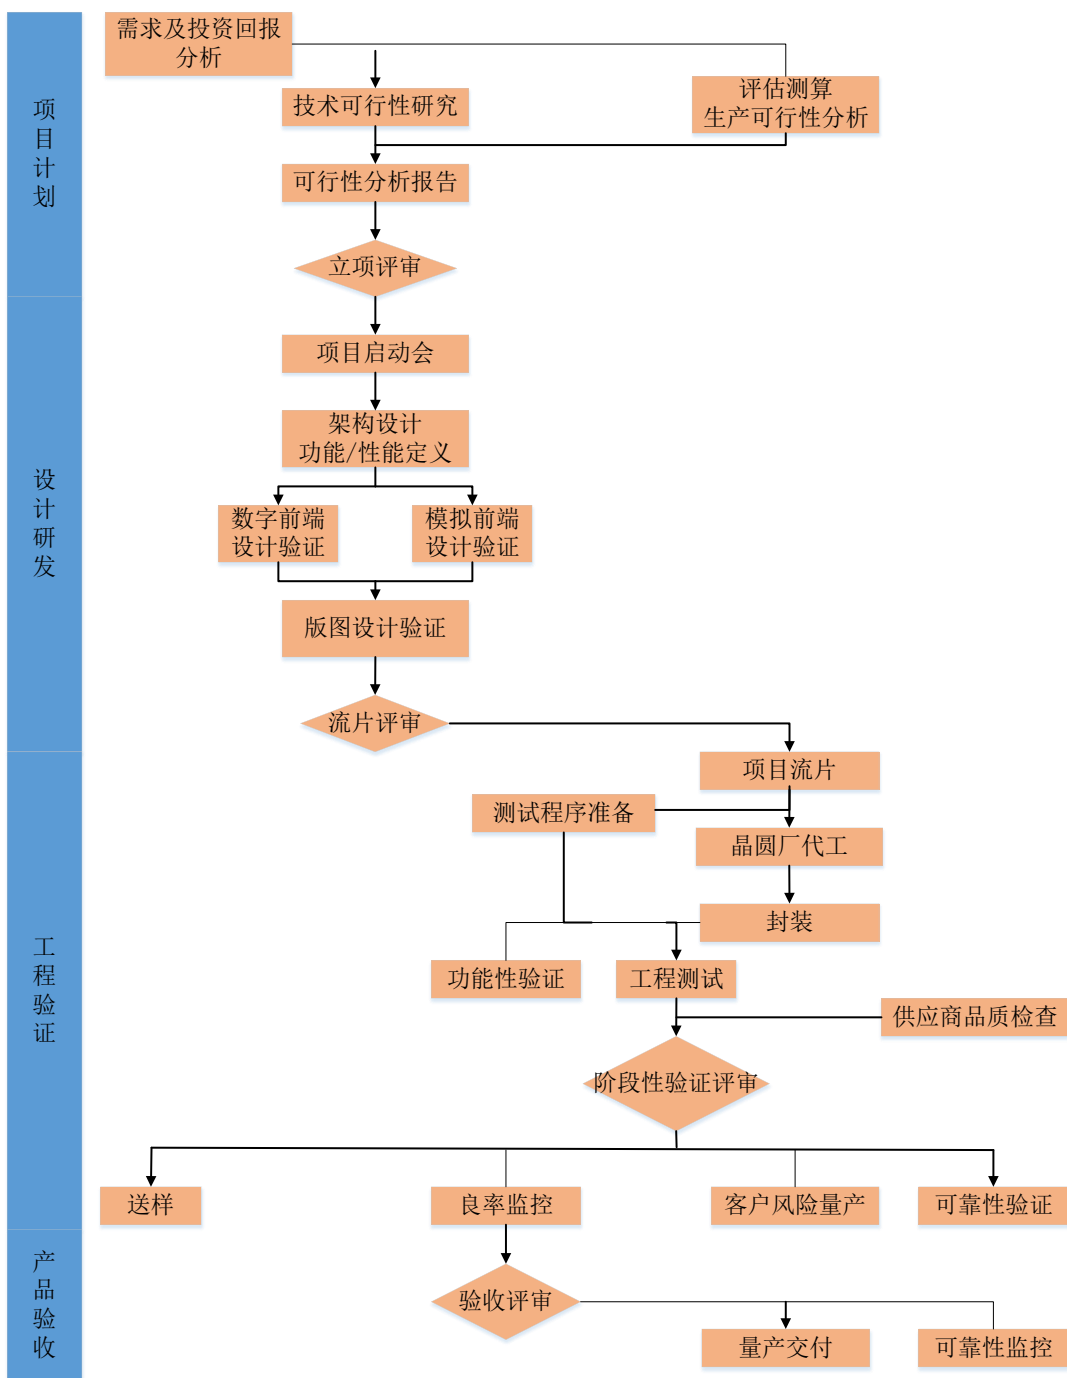 项目计划
需求及投资回报
分析
技术可行性研究
评估测算
生产可行性分析
可行性分析报告
立项评审
设计研发
项目启动会
架构设计
功能/性能定义
数字前端
设计验证
模拟前端
设计验证
版图设计验证
流片评审
工程验证
项目流片
测试程序准备
晶圆厂代工
封装
功能性验证
工程测试
供应商品质检查
阶段性验证评审
送样
良率监控
客户风险量产
可靠性验证
产品验收
验收评审
量产交付
可靠性监控